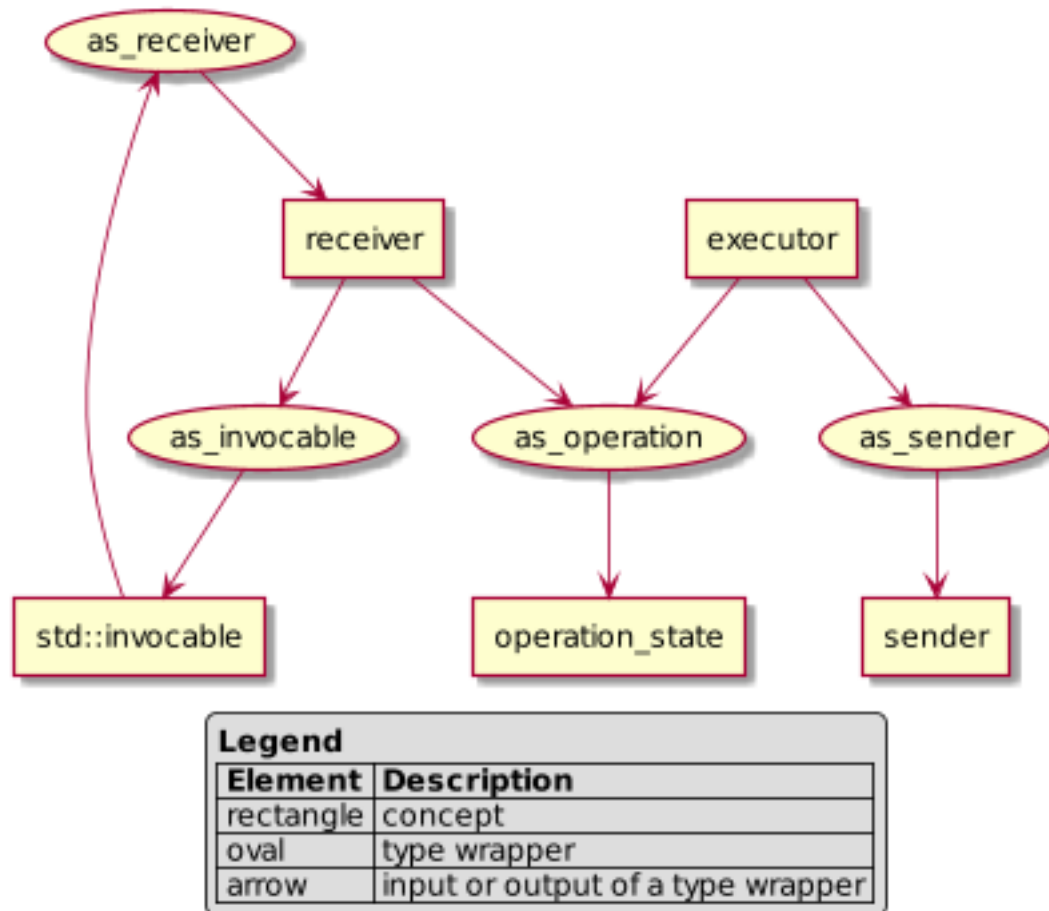 as_receiver
receiver
executor
as_invocable
as_operation
as_sender
std::invocable
operation_state
sender
Legend
Element Description
rectangle concept
oval type wrapper
arrow input or output of a type wrapper